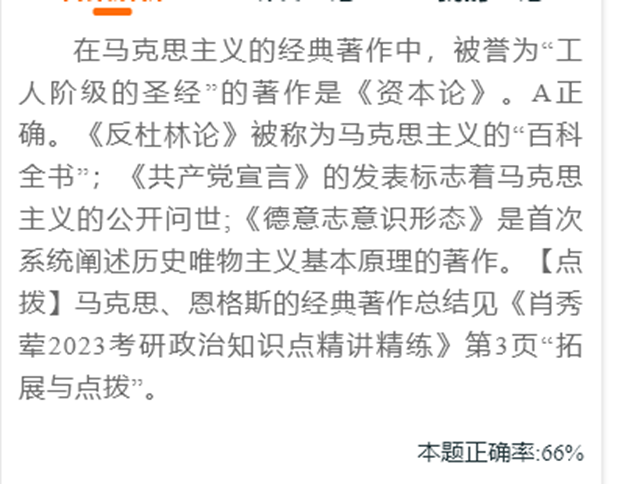 在马克思主义的经典著作中，被誉为“工
人阶级的圣经”的著作是《资本论》。A正
确。《反杜林论》被称为马克思主义的“百科
全书”；《共产党宣言》的发表标志着马克思
主义的公开问世;《德意志意识形态》是首次
系统阐述历史唯物主义基本原理的著作。【点
拨】马克思、恩格斯的经典著作总结见《肖秀
荤2023考研政治知识点精讲精练》第3页“拓
展与点拨”。
本题正确率:66%